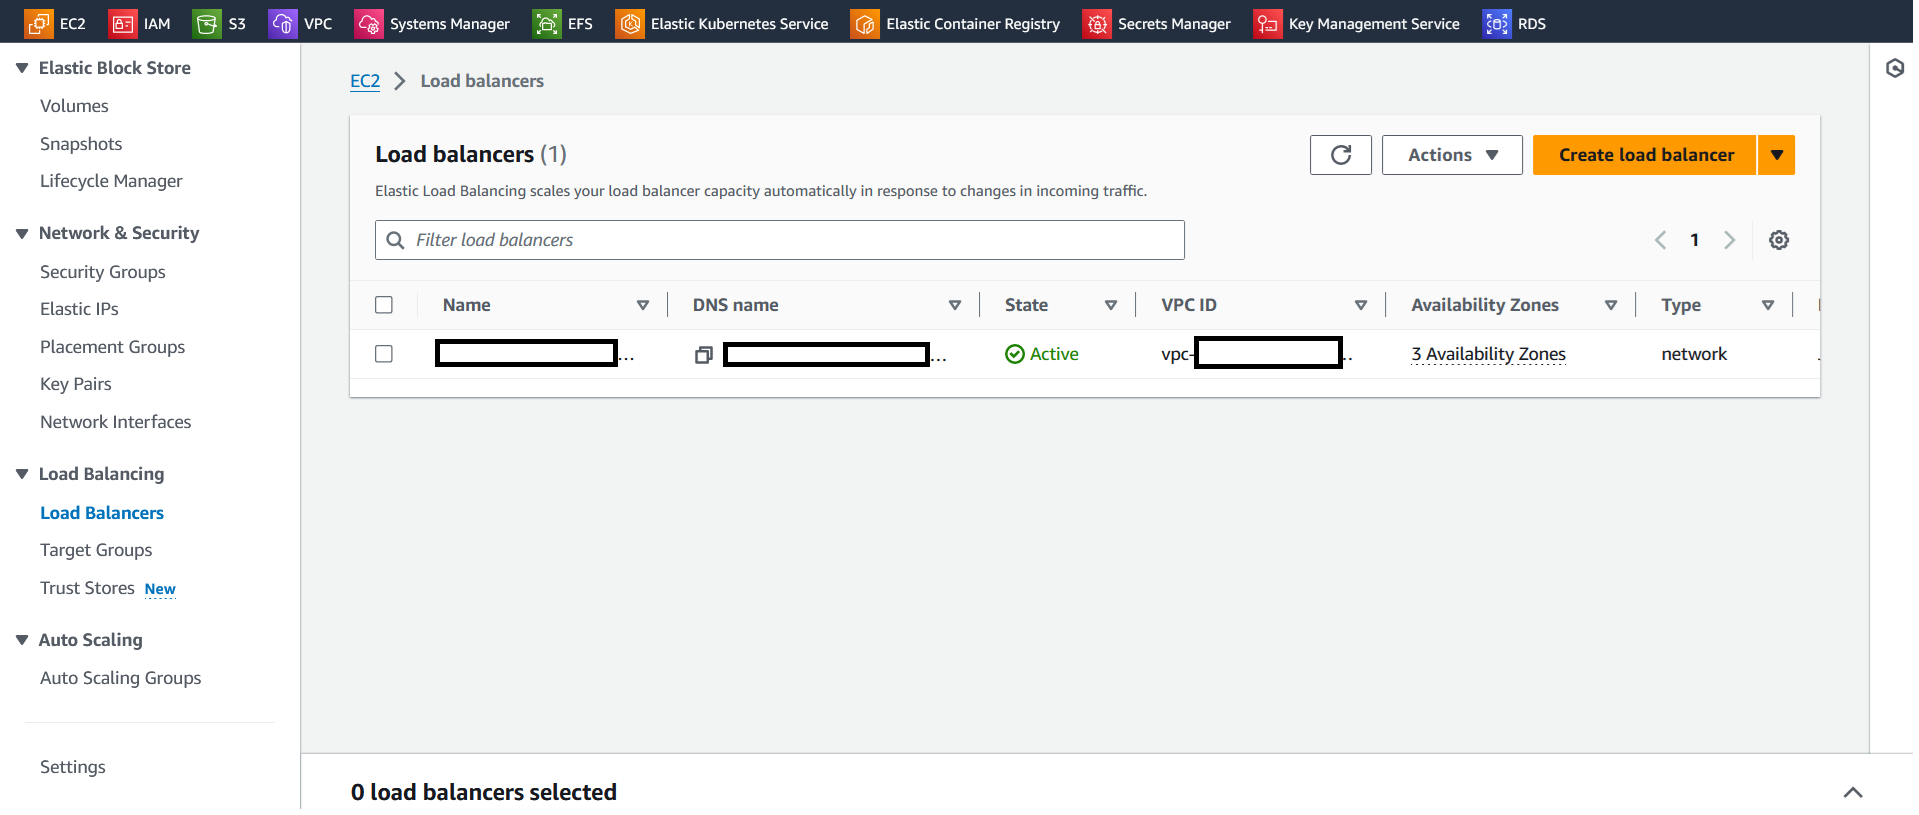 EC2 IAM S3 VPC Systems Manager EFS Elastic Kubernetes Service Elastic Container Registry Secrets Manager Key Management Service RDS
Elastic Block Store
Volumes
Snapshots
Lifecycle Manager
Network & Security
Security Groups
Elastic IPs
Placement Groups
Key Pairs
Network Interfaces
Load Balancing
Load Balancers
Target Groups
Trust Stores New
Auto Scaling
Auto Scaling Groups
Settings
EC2 Load balancers
Load balancers (1)
Actions
Create load balancer
Elastic Load Balancing scales your load balancer capacity automatically in response to changes in incoming traffic.
Filter load balancers
1
Name DNS name State VPC ID Availability Zones Type
... ... Active vpc- .. 3 Availability Zones network
0 load balancers selected